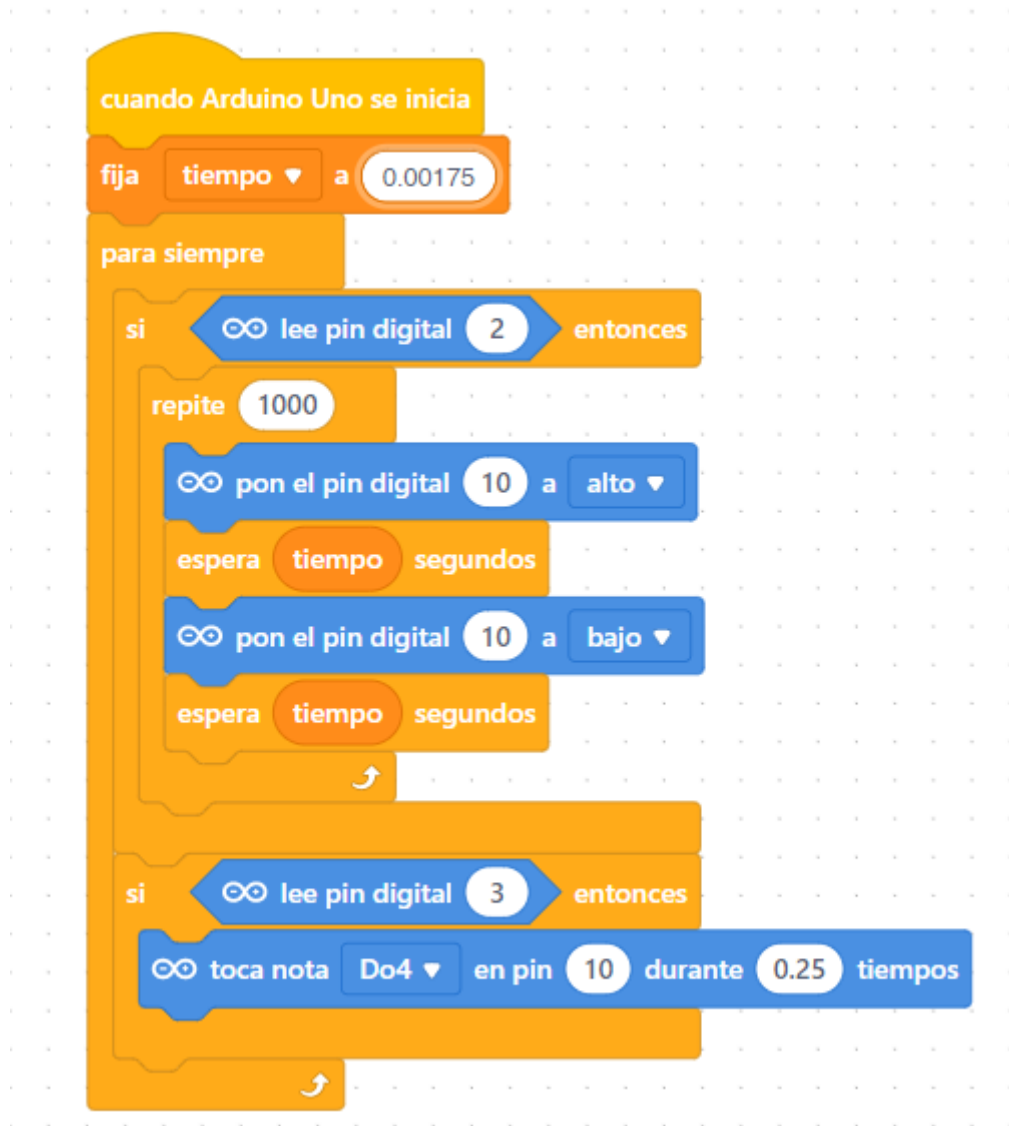 cuando Arduino Uno se inicia
fija tiempo a 0.00175
para siempre
si lee pin digital 2 entonces
repite 1000
pon el pin digital 10 a alto
espera tiempo segundos
pon el pin digital 10 a bajo
espera tiempo segundos
si lee pin digital 3 entonces
toca nota Do4 en pin 10 durante 0.25 tiempos